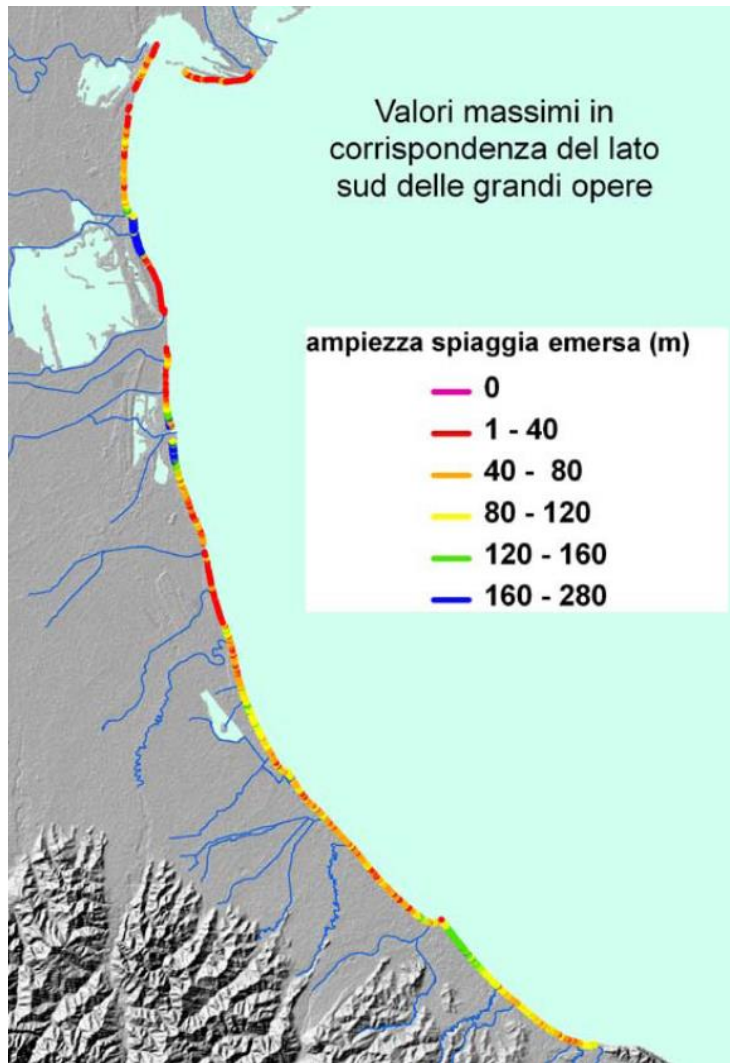 Valori massimi in
corrispondenza del lato
sud delle grandi opere
ampiezza spiaggia emersa (m)
0
1 - 40
40 - 80
80 - 120
120 - 160
160 - 280